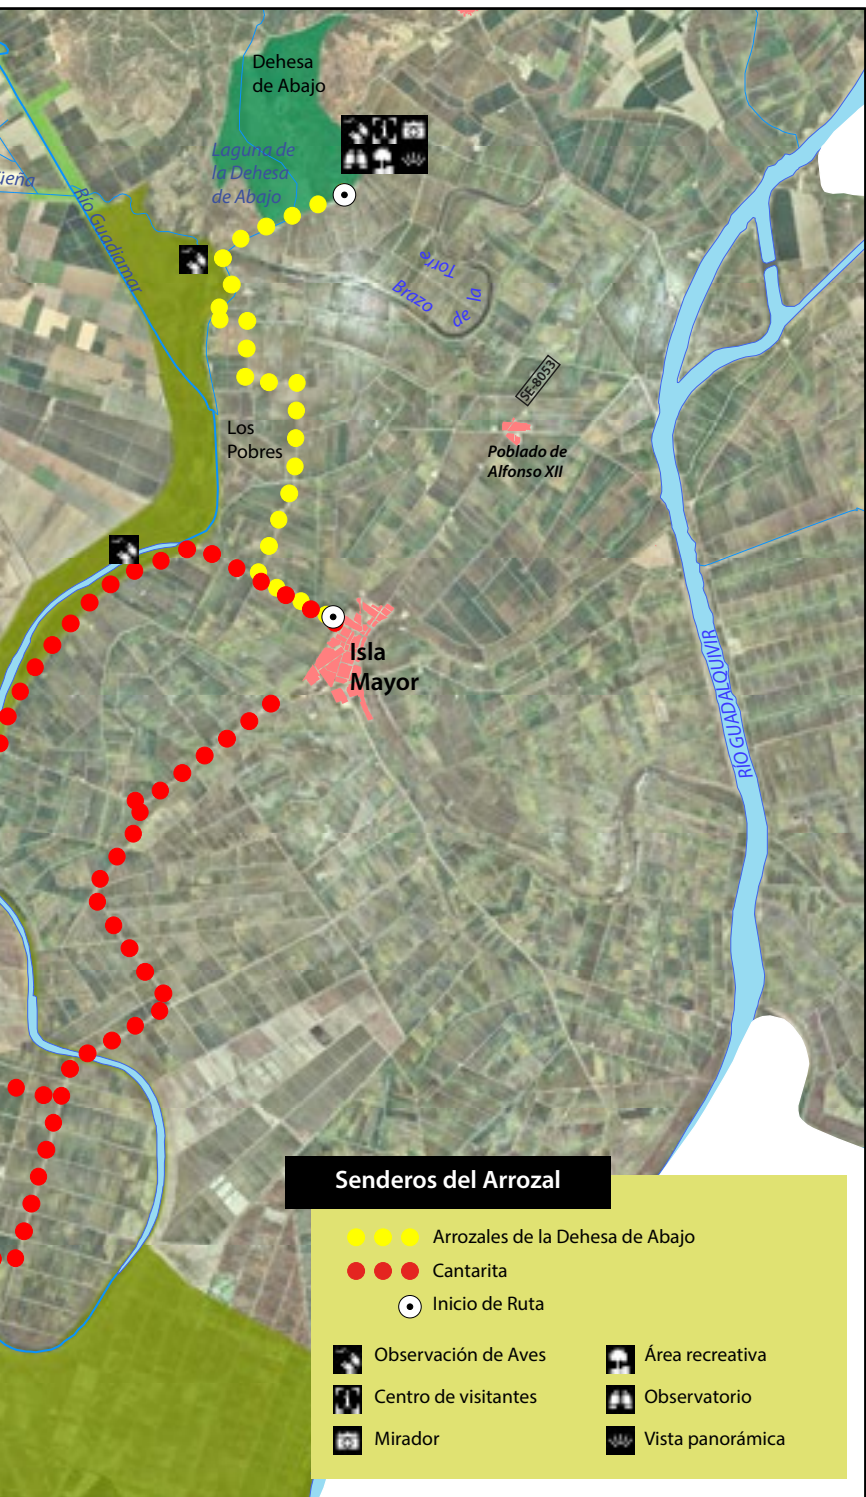 Dehesa
de Abajo
Laguna de
la Dehesa
de Abajo
üeña
Río Guadiamar
Brazo
de la
Torre
SE-8053
Los
Pobres
Poblado de
Alfonso XII
Isla
Mayor
RÍO GUADALQUIVIR
Senderos del Arrozal
Arrozales de la Dehesa de Abajo
Cantarita
Inicio de Ruta
Observación de Aves
Centro de visitantes
Mirador
Área recreativa
Observatorio
Vista panorámica